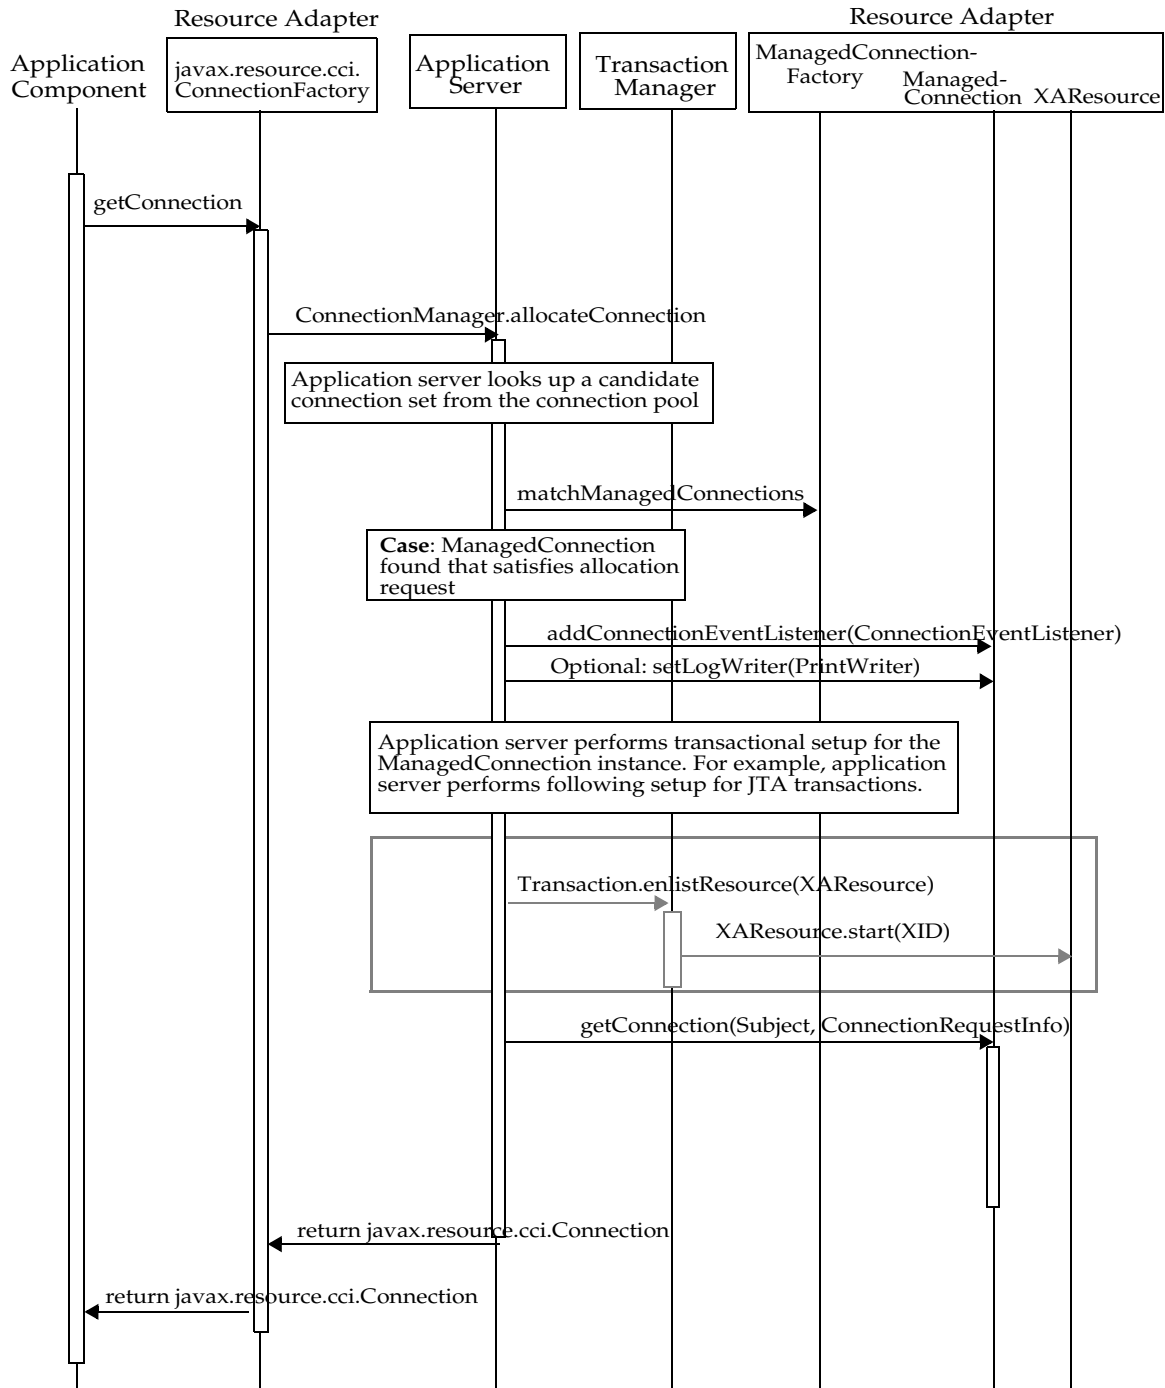 Resource Adapter
Resource Adapter
Application
Component
javax.resource.cci.
ConnectionFactory
Application
Server
Transaction
Manager
ManagedConnection-
Factory
Managed-
Connection
XAResource
getConnection
ConnectionManager.allocateConnection
Application server looks up a candidate
connection set from the connection pool
matchManagedConnections
Case: ManagedConnection
found that satisfies allocation
request
addConnectionEventListener(ConnectionEventListener)
Optional: setLogWriter(PrintWriter)
Application server performs transactional setup for the
ManagedConnection instance. For example, application
server performs following setup for JTA transactions.
Transaction.enlistResource(XAResource)
XAResource.start(XID)
getConnection(Subject, ConnectionRequestInfo)
return javax.resource.cci.Connection
return javax.resource.cci.Connection